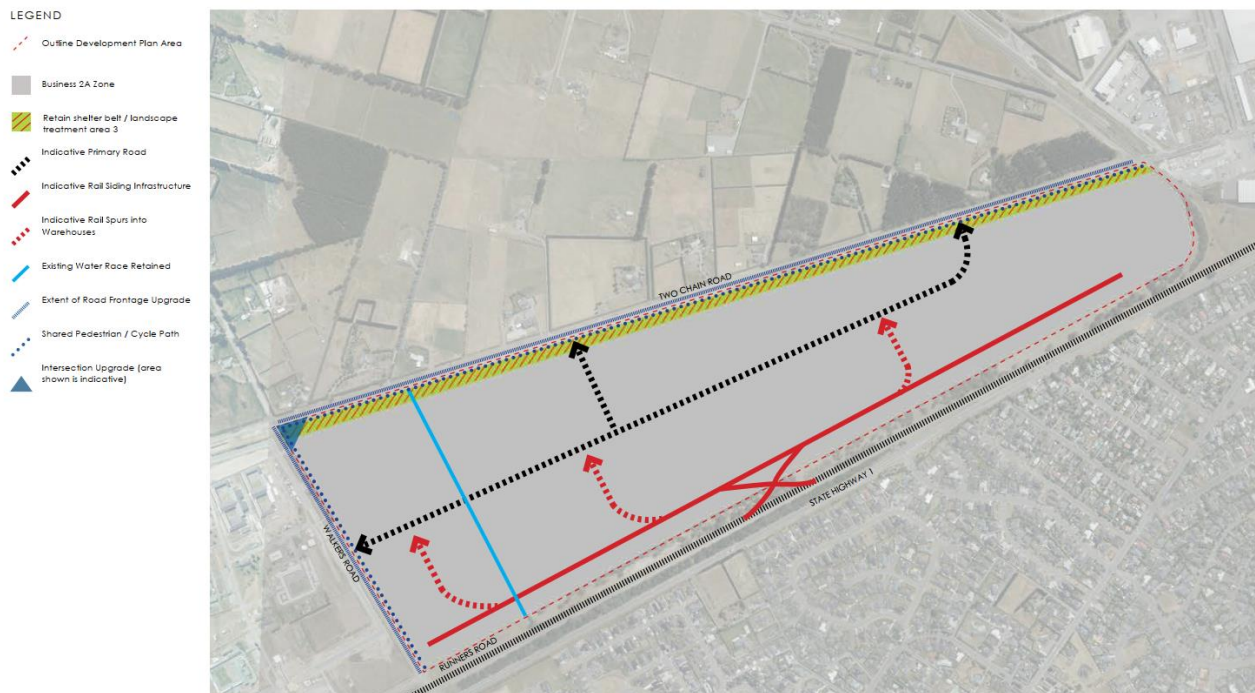 LEGEND
Outline Development Plan Area
Business 2A Zone
Retain shelter belt / landscape
treatment area 3
Indicative Primary Road
Indicative Rail Siding Infrastructure
Indicative Rail Spurs into
Warehouses
Existing Water Race Retained
Extent of Road Frontage Upgrade
Shared Pedestrian / Cycle Path
Intersection Upgrade (area
shown is indicative)
TWO CHAIN ROAD
STATE HIGHWAY 1
WALKERS ROAD
RUNNERS ROAD